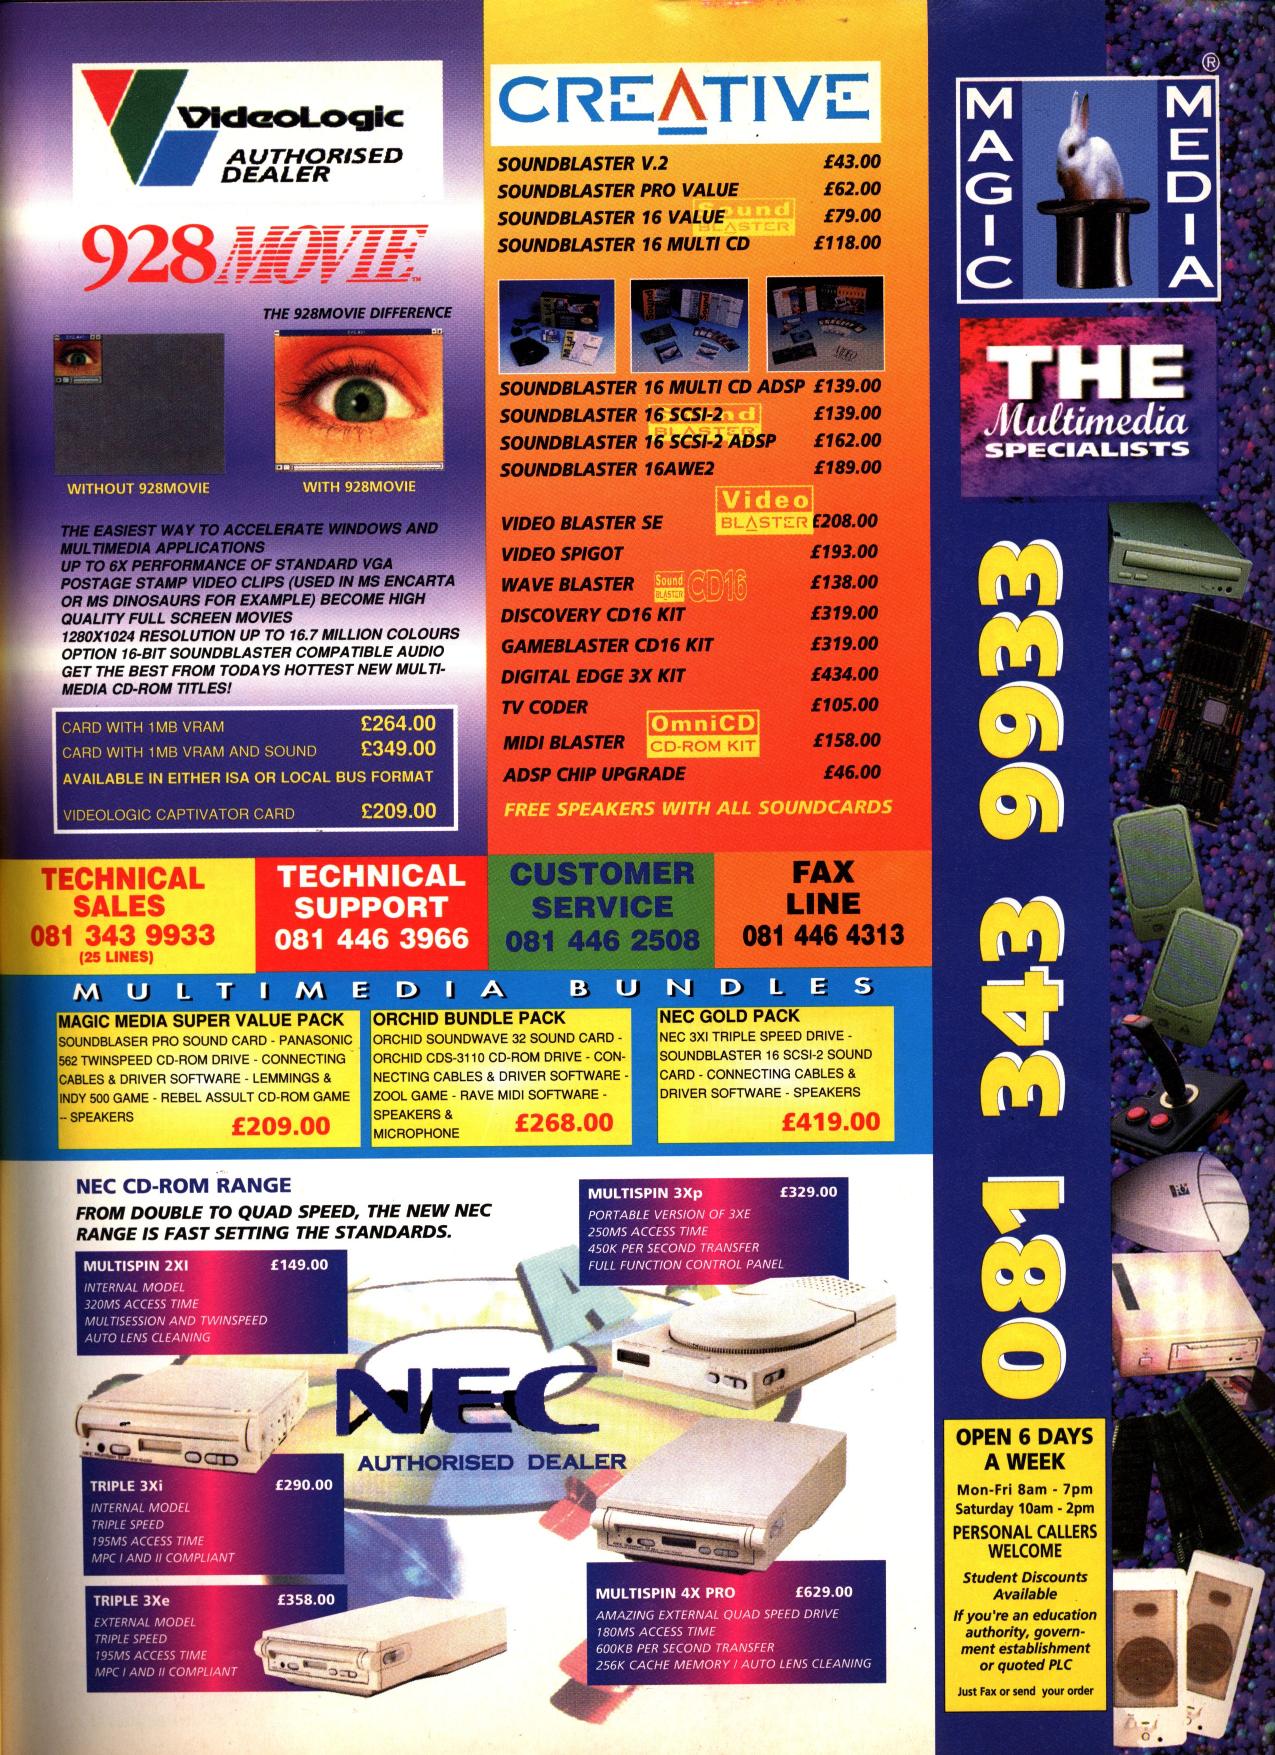 VideoLogic
AUTHORISED
DEALER
928MOVIE™
THE 928MOVIE DIFFERENCE
WITHOUT 928MOVIE
WITH 928MOVIE
THE EASIEST WAY TO ACCELERATE WINDOWS AND
MULTIMEDIA APPLICATIONS
UP TO 6X PERFORMANCE OF STANDARD VGA
POSTAGE STAMP VIDEO CLIPS (USED IN MS ENCARTA
OR MS DINOSAURS FOR EXAMPLE) BECOME HIGH
QUALITY FULL SCREEN MOVIES
1280X1024 RESOLUTION UP TO 16.7 MILLION COLOURS
OPTION 16-BIT SOUNDBLASTER COMPATIBLE AUDIO
GET THE BEST FROM TODAYS HOTTEST NEW MULTI-
MEDIA CD-ROM TITLES!
CARD WITH 1MB VRAM £264.00
CARD WITH 1MB VRAM AND SOUND £349.00
AVAILABLE IN EITHER ISA OR LOCAL BUS FORMAT
VIDEOLOGIC CAPTIVATOR CARD £209.00
CREATIVE
SOUNDBLASTER V.2 £43.00
SOUNDBLASTER PRO VALUE £62.00
SOUNDBLASTER 16 VALUE £79.00
Sound
BLASTER
SOUNDBLASTER 16 MULTI CD £118.00
SOUNDBLASTER 16 MULTI CD ADSP £139.00
SOUNDBLASTER 16 SCSI-2 £139.00
Sound
BLASTER
SOUNDBLASTER 16 SCSI-2 ADSP £162.00
SOUNDBLASTER 16AWE2 £189.00
Video
BLASTER
VIDEO BLASTER SE £208.00
VIDEO SPIGOT £193.00
WAVE BLASTER £138.00
Sound
BLASTER
CD16
DISCOVERY CD16 KIT £319.00
GAMEBLASTER CD16 KIT £319.00
DIGITAL EDGE 3X KIT £434.00
TV CODER £105.00
OmniCD
CD-ROM KIT
MIDI BLASTER £158.00
ADSP CHIP UPGRADE £46.00
FREE SPEAKERS WITH ALL SOUNDCARDS
TECHNICAL
SALES
081 343 9933
(25 LINES)
TECHNICAL
SUPPORT
081 446 3966
CUSTOMER
SERVICE
081 446 2508
FAX
LINE
081 446 4313
MULTIMEDIA BUNDLES
MAGIC MEDIA SUPER VALUE PACK
SOUNDBLASER PRO SOUND CARD - PANASONIC
562 TWINSPEED CD-ROM DRIVE - CONNECTING
CABLES & DRIVER SOFTWARE - LEMMINGS &
INDY 500 GAME - REBEL ASSULT CD-ROM GAME
-- SPEAKERS
£209.00
ORCHID BUNDLE PACK
ORCHID SOUNDWAVE 32 SOUND CARD -
ORCHID CDS-3110 CD-ROM DRIVE - CON-
NECTING CABLES & DRIVER SOFTWARE -
ZOOL GAME - RAVE MIDI SOFTWARE -
SPEAKERS &
MICROPHONE
£268.00
NEC GOLD PACK
NEC 3XI TRIPLE SPEED DRIVE -
SOUNDBLASTER 16 SCSI-2 SOUND
CARD - CONNECTING CABLES &
DRIVER SOFTWARE - SPEAKERS
£419.00
NEC CD-ROM RANGE
FROM DOUBLE TO QUAD SPEED, THE NEW NEC
RANGE IS FAST SETTING THE STANDARDS.
MULTISPIN 2XI £149.00
INTERNAL MODEL
320MS ACCESS TIME
MULTISESSION AND TWINSPEED
AUTO LENS CLEANING
MULTISPIN 3Xp £329.00
PORTABLE VERSION OF 3XE
250MS ACCESS TIME
450K PER SECOND TRANSFER
FULL FUNCTION CONTROL PANEL
NEC
AUTHORISED DEALER
TRIPLE 3Xi £290.00
INTERNAL MODEL
TRIPLE SPEED
195MS ACCESS TIME
MPC I AND II COMPLIANT
TRIPLE 3Xe £358.00
EXTERNAL MODEL
TRIPLE SPEED
195MS ACCESS TIME
MPC I AND II COMPLIANT
MULTISPIN 4X PRO £629.00
AMAZING EXTERNAL QUAD SPEED DRIVE
180MS ACCESS TIME
600KB PER SECOND TRANSFER
256K CACHE MEMORY / AUTO LENS CLEANING
MAGIC
MEDIA
®
THE
Multimedia
SPECIALISTS
081 343 9933
OPEN 6 DAYS
A WEEK
Mon-Fri 8am - 7pm
Saturday 10am - 2pm
PERSONAL CALLERS
WELCOME
Student Discounts
Available
If you're an education
authority, govern-
ment establishment
or quoted PLC
Just Fax or send your order